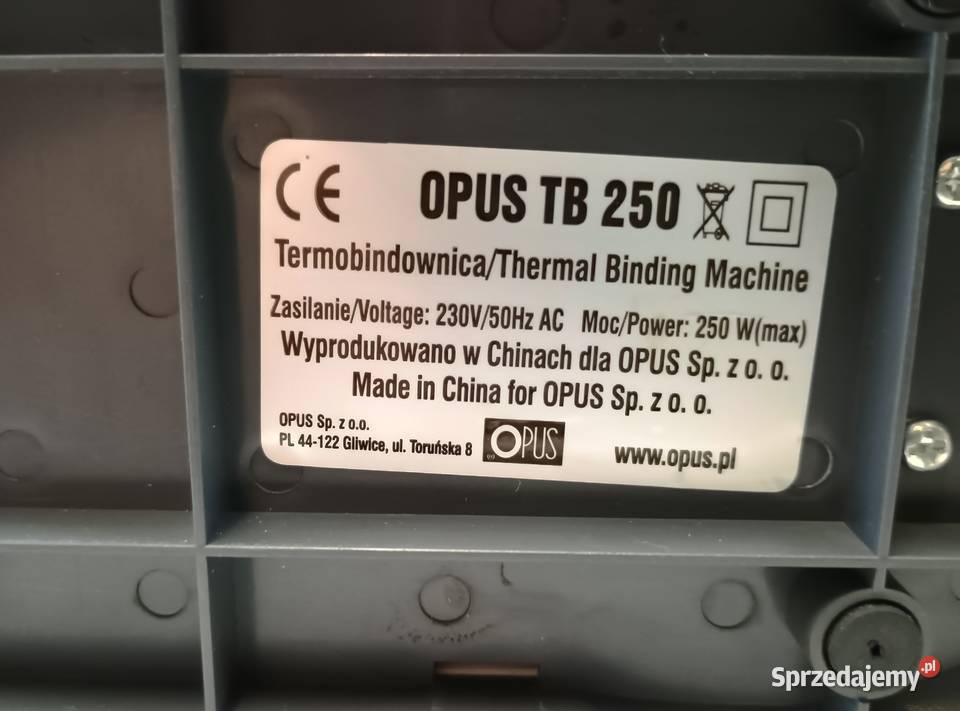 CE OPUS TB 250
Termobindownica/Thermal Binding Machine
Zasilanie/Voltage: 230V/50Hz AC Moc/Power: 250 W(max)
Wyprodukowano w Chinach dla OPUS Sp. z o. o.
Made in China for OPUS Sp. z o. o.
OPUS Sp. z o.o.
PL 44-122 Gliwice, ul. Toruńska 8
OPUS
www.opus.pl
Sprzedajemy.pl